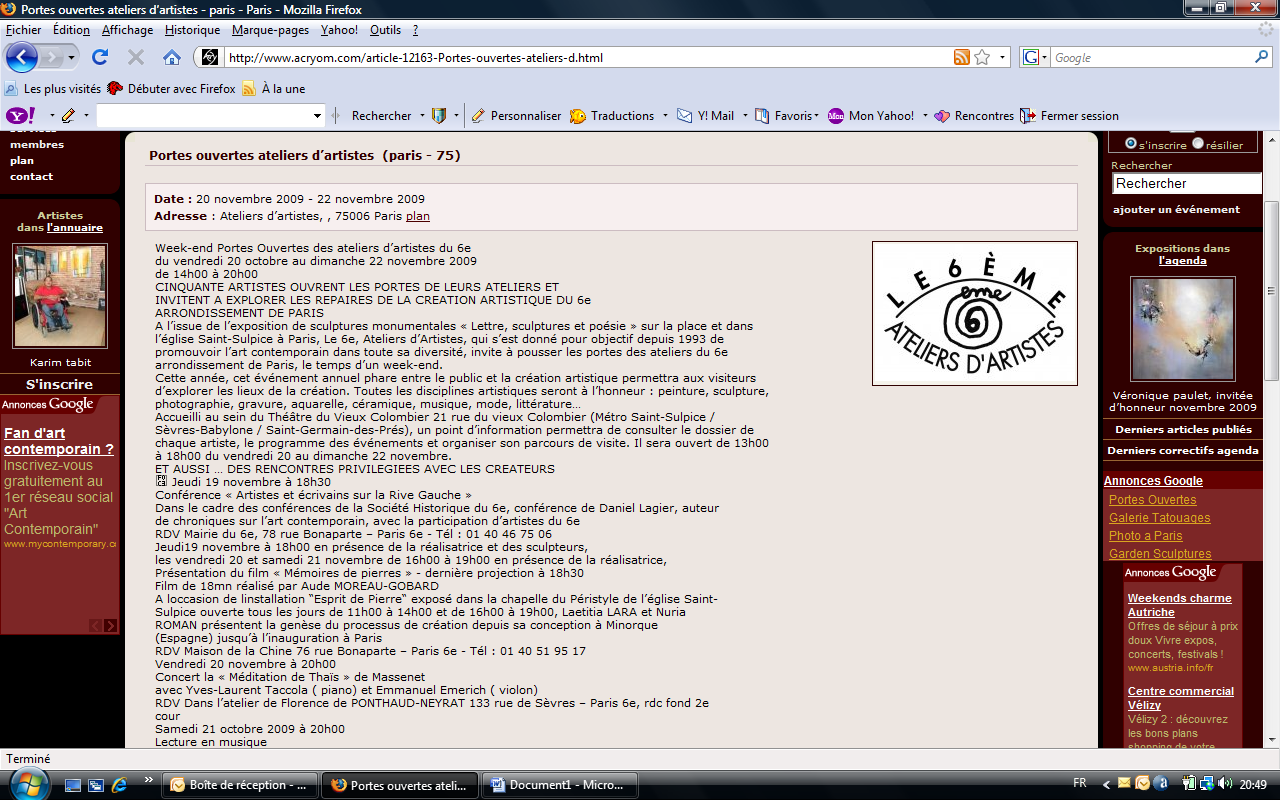 Portes ouvertes ateliers d'artistes - paris - Paris - Mozilla Firefox
Fichier Édition Affichage Historique Marque-pages Yahoo! Outils ?
http://www.acryom.com/article-12163-Portes-ouvertes-ateliers-d.html
Google
Les plus visités Débuter avec Firefox À la une
Y! Rechercher Personnaliser Traductions Y! Mail Favoris Mon Yahoo! Rencontres Fermer session
membres
plan
contact
Artistes
dans l'annuaire
Karim tabit
S'inscrire
Annonces Google
Fan d'art
contemporain ?
Inscrivez-vous
gratuitement au
1er réseau social
"Art
Contemporain"
www.mycontemporary.c
Portes ouvertes ateliers d'artistes (paris - 75)
Date : 20 novembre 2009 - 22 novembre 2009
Adresse : Ateliers d'artistes, , 75006 Paris plan
Week-end Portes Ouvertes des ateliers d'artistes du 6e
du vendredi 20 octobre au dimanche 22 novembre 2009
de 14h00 à 20h00
CINQUANTE ARTISTES OUVRENT LES PORTES DE LEURS ATELIERS ET
INVITENT A EXPLORER LES REPAIRES DE LA CREATION ARTISTIQUE DU 6e
ARRONDISSEMENT DE PARIS
A l'issue de l'exposition de sculptures monumentales « Lettre, sculptures et poésie » sur la place et dans
l'église Saint-Sulpice à Paris, Le 6e, Ateliers d'Artistes, qui s'est donné pour objectif depuis 1993 de
promouvoir l'art contemporain dans toute sa diversité, invite à pousser les portes des ateliers du 6e
arrondissement de Paris, le temps d'un week-end.
Cette année, cet événement annuel phare entre le public et la création artistique permettra aux visiteurs
d'explorer les lieux de la création. Toutes les disciplines artistiques seront à l'honneur : peinture, sculpture,
photographie, gravure, aquarelle, céramique, musique, mode, littérature...
Accueilli au sein du Théâtre du Vieux Colombier 21 rue du vieux Colombier (Métro Saint-Sulpice /
Sèvres-Babylone / Saint-Germain-des-Prés), un point d'information permettra de consulter le dossier de
chaque artiste, le programme des événements et organiser son parcours de visite. Il sera ouvert de 13h00
à 18h00 du vendredi 20 au dimanche 22 novembre.
ET AUSSI ... DES RENCONTRES PRIVILEGIEES AVEC LES CREATEURS
Jeudi 19 novembre à 18h30
Conférence « Artistes et écrivains sur la Rive Gauche »
Dans le cadre des conférences de la Société Historique du 6e, conférence de Daniel Lagier, auteur
de chroniques sur l'art contemporain, avec la participation d'artistes du 6e
RDV Mairie du 6e, 78 rue Bonaparte – Paris 6e - Tél : 01 40 46 75 06
Jeudi19 novembre à 18h00 en présence de la réalisatrice et des sculpteurs,
les vendredi 20 et samedi 21 novembre de 16h00 à 19h00 en présence de la réalisatrice,
Présentation du film « Mémoires de pierres » - dernière projection à 18h30
Film de 18mn réalisé par Aude MOREAU-GOBARD
A loccasion de linstallation "Esprit de Pierre" exposé dans la chapelle du Péristyle de l'église Saint-
Sulpice ouverte tous les jours de 11h00 à 14h00 et de 16h00 à 19h00, Laetitia LARA et Nuria
ROMAN présentent la genèse du processus de création depuis sa conception à Minorque
(Espagne) jusqu'à l'inauguration à Paris
RDV Maison de la Chine 76 rue Bonaparte – Paris 6e - Tél : 01 40 51 95 17
Vendredi 20 novembre à 20h00
Concert la « Méditation de Thaïs » de Massenet
avec Yves-Laurent Taccola ( piano) et Emmanuel Emerich ( violon)
RDV Dans l'atelier de Florence de PONTHAUD-NEYRAT 133 rue de Sèvres – Paris 6e, rdc fond 2e
cour
Samedi 21 octobre 2009 à 20h00
Lecture en musique
LE 6ÈME
eme
6
ATELIERS D'ARTISTES
s'inscrire résilier
Rechercher
Rechercher
ajouter un événement
Expositions dans
l'agenda
Véronique paulet, invitée
d'honneur novembre 2009
Derniers articles publiés
Derniers correctifs agenda
Annonces Google
Portes Ouvertes
Galerie Tatouages
Photo a Paris
Garden Sculptures
Annonces Google
Weekends charme
Autriche
Offres de séjour à prix
doux Vivre expos,
concerts, festivals !
www.austria.info/fr
Centre commercial
Vélizy
Vélizy 2 : découvrez
les bons plans
shopping de votre
Terminé
Boîte de réception - ... Portes ouvertes ateli... Document1 - Micro... FR 20:49